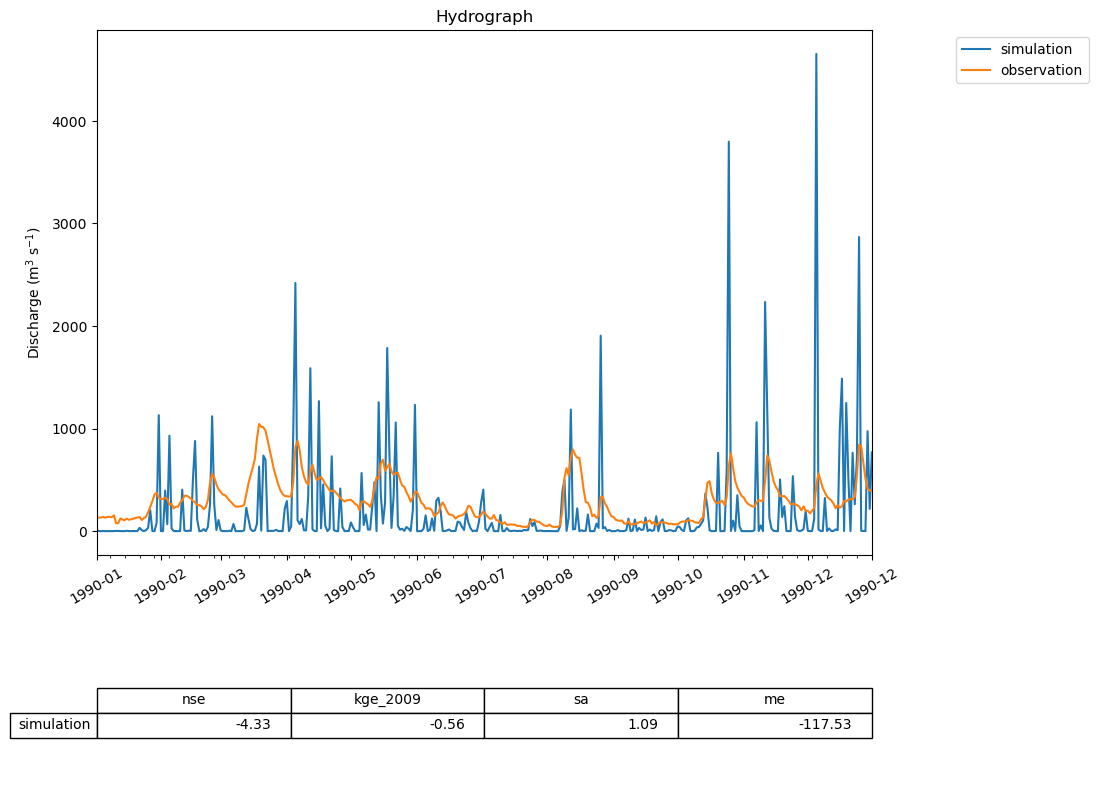 Hydrograph
simulation
observation
Discharge (m³ s⁻¹)
4000
3000
2000
1000
0
1990-01 1990-02 1990-03 1990-04 1990-05 1990-06 1990-07 1990-08 1990-09 1990-10 1990-11 1990-12 1990-12
nse kge_2009 sa me
simulation -4.33 -0.56 1.09 -117.53